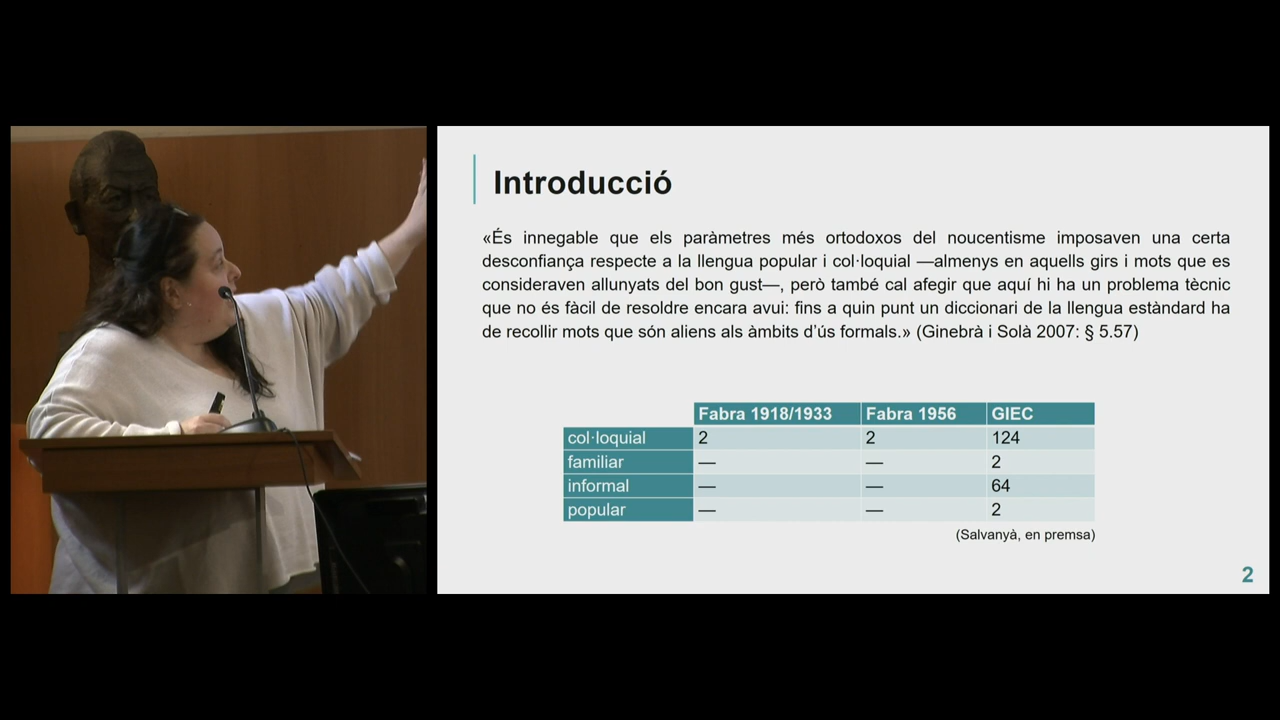 Introducció
«És innegable que els paràmetres més ortodoxos del noucentisme imposaven una certa
desconfiança respecte a la llengua popular i col·loquial —almenys en aquells girs i mots que es
consideraven allunyats del bon gust—, però també cal afegir que aquí hi ha un problema tècnic
que no és fàcil de resoldre encara avui: fins a quin punt un diccionari de la llengua estàndard ha
de recollir mots que són aliens als àmbits d'ús formals.» (Ginebrà i Solà 2007: § 5.57)
Fabra 1918/1933 Fabra 1956 GIEC
col·loquial 2 2 124
familiar — — 2
informal — — 64
popular — — 2
(Salvanyà, en premsa)
2